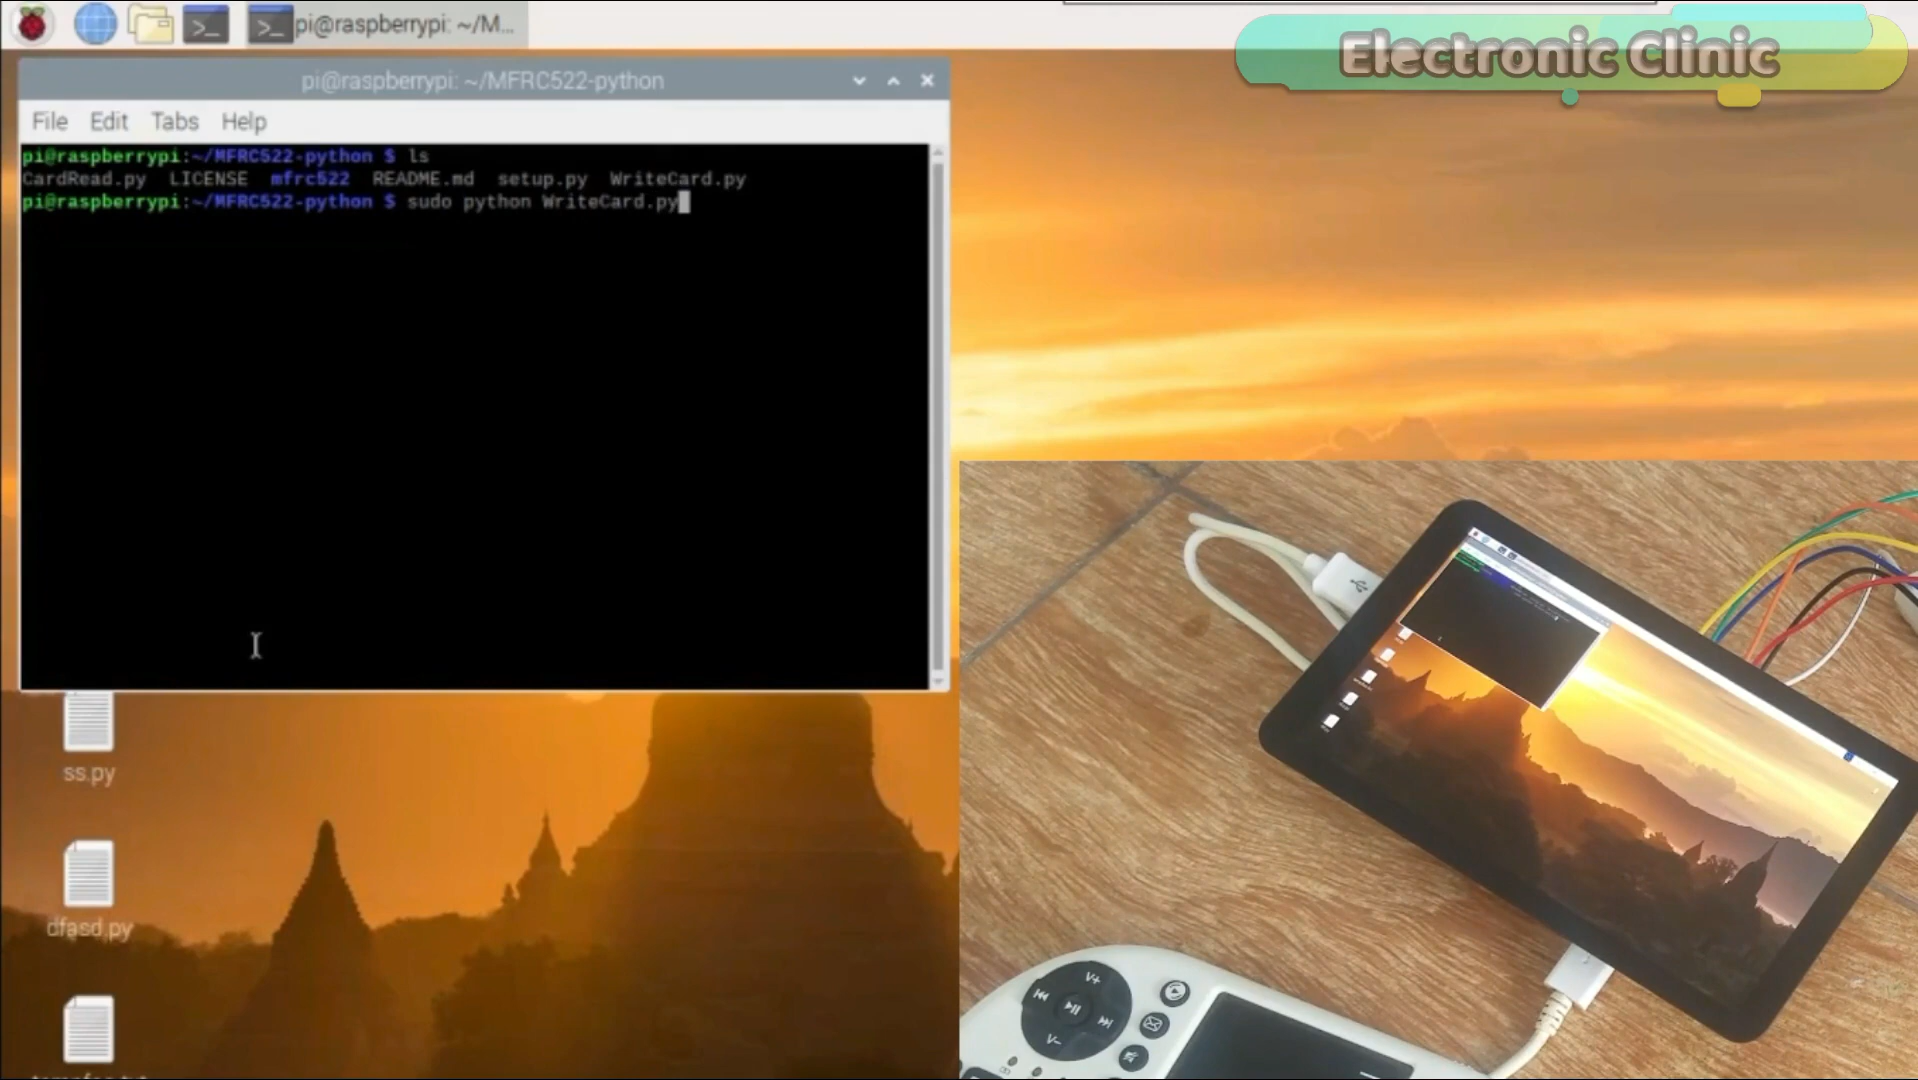 pi@raspberrypi: ~/M...
Electronic Clinic
pi@raspberrypi: ~/MFRC522-python
File Edit Tabs Help
pi@raspberrypi:~/MFRC522-python $ ls
CardRead.py LICENSE mfrc522 README.md setup.py WriteCard.py
pi@raspberrypi:~/MFRC522-python $ sudo python WriteCard.py
ss.py
dfasd.py
V+
V-